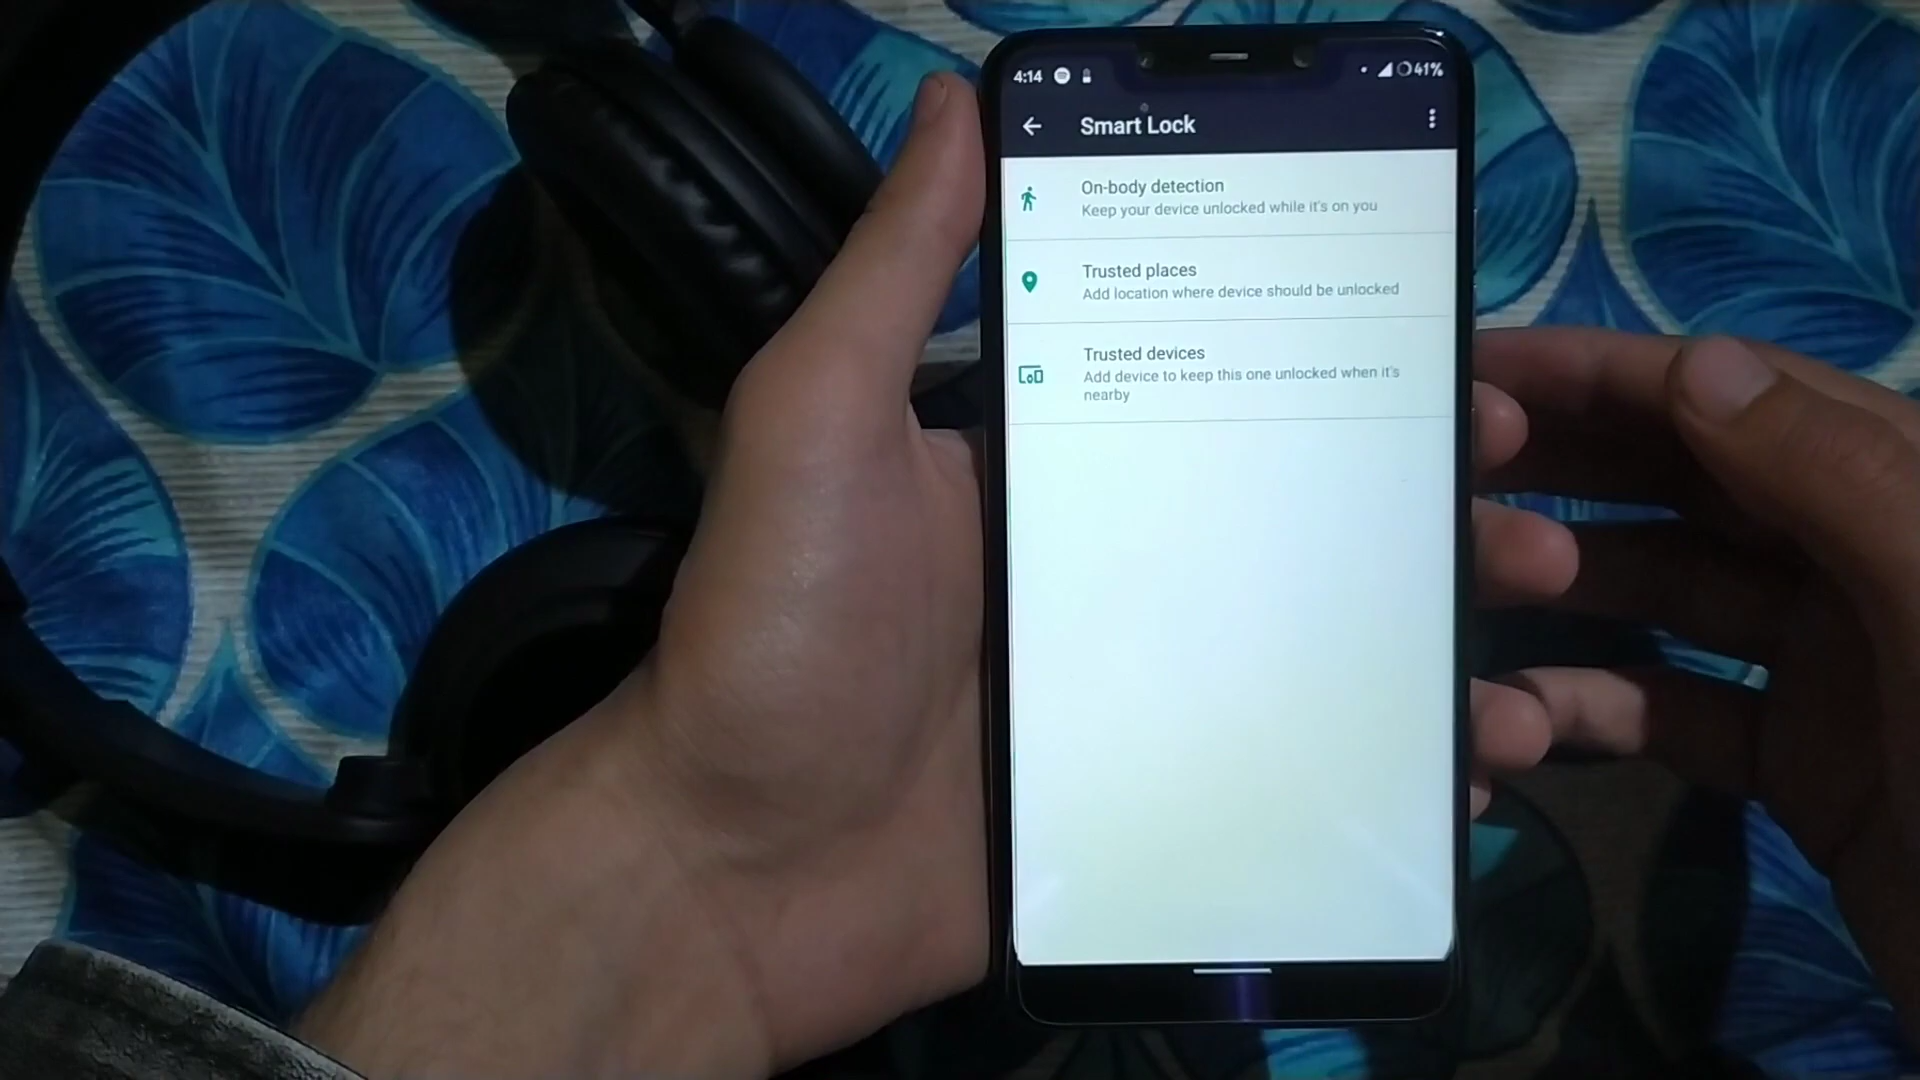 4:14 41%
Smart Lock
On-body detection
Keep your device unlocked while it's on you
Trusted places
Add location where device should be unlocked
Trusted devices
Add device to keep this one unlocked when it's
nearby